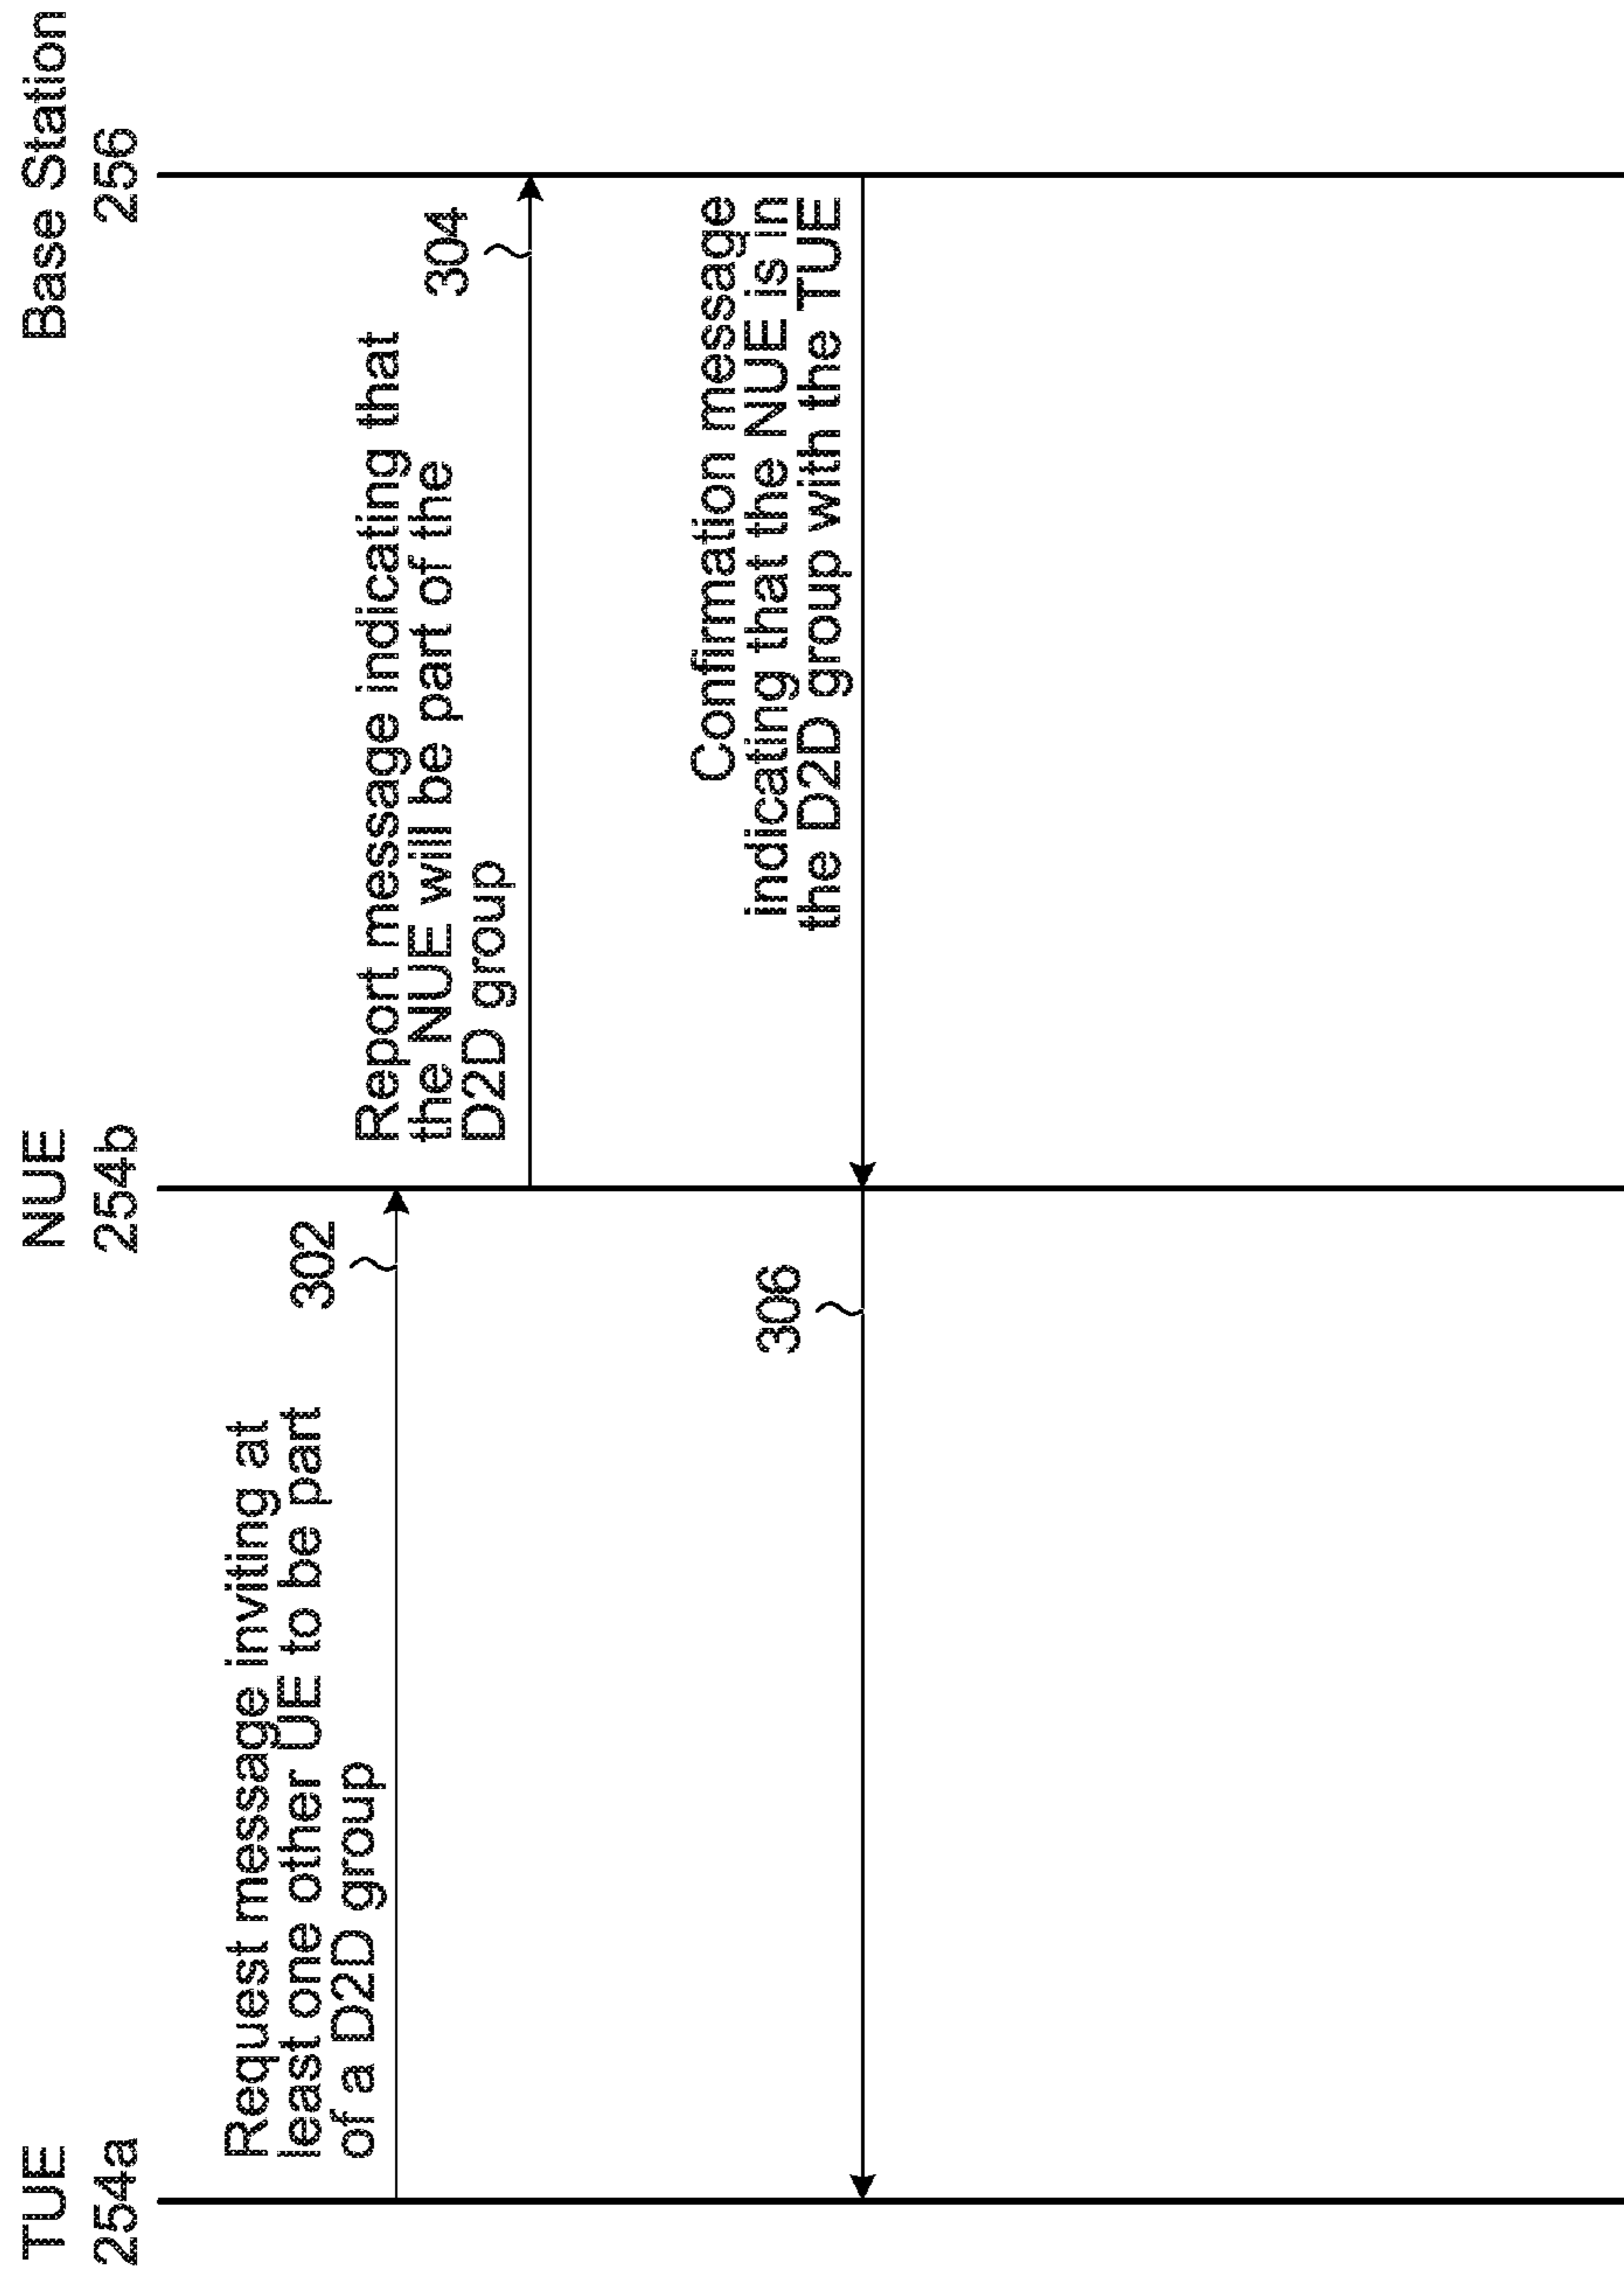 TUE
254a
NUE
254b
Base Station
256
Request message inviting at
least one other UE to be part
of a D2D group
302
Report message indicating that
the NUE will be part of the
D2D group
304
Confirmation message
indicating that the NUE is in
the D2D group with the TUE
306